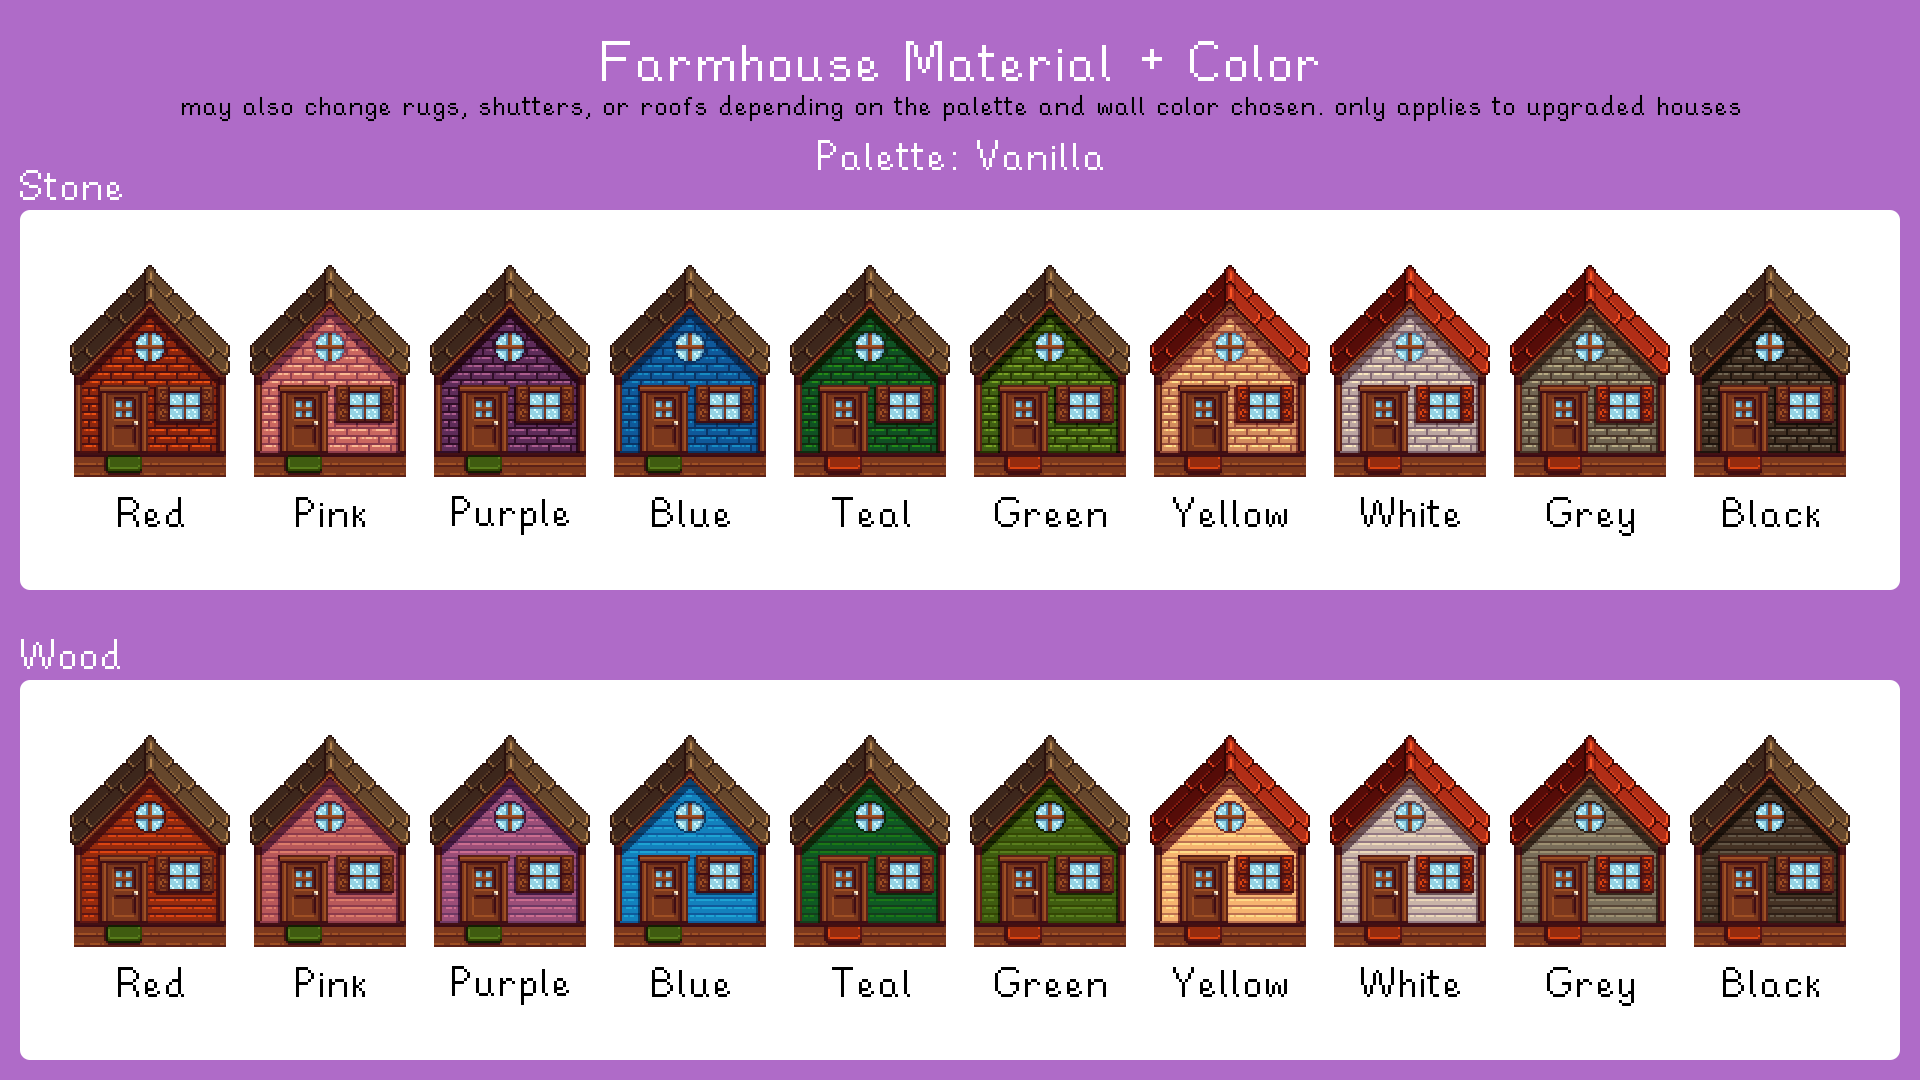 Farmhouse Material + Color
may also change rugs, shutters, or roofs depending on the palette and wall color chosen. only applies to upgraded houses
Palette: Vanilla
Stone
Red Pink Purple Blue Teal Green Yellow White Grey Black
Wood
Red Pink Purple Blue Teal Green Yellow White Grey Black